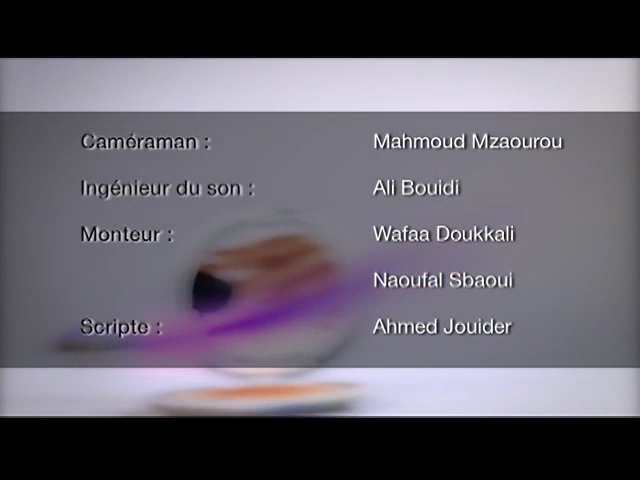 Caméraman : Mahmoud Mzaourou
Ingénieur du son : Ali Bouidi
Monteur : Wafaa Doukkali
Naoufal Sbaoui
Scripte : Ahmed Jouider